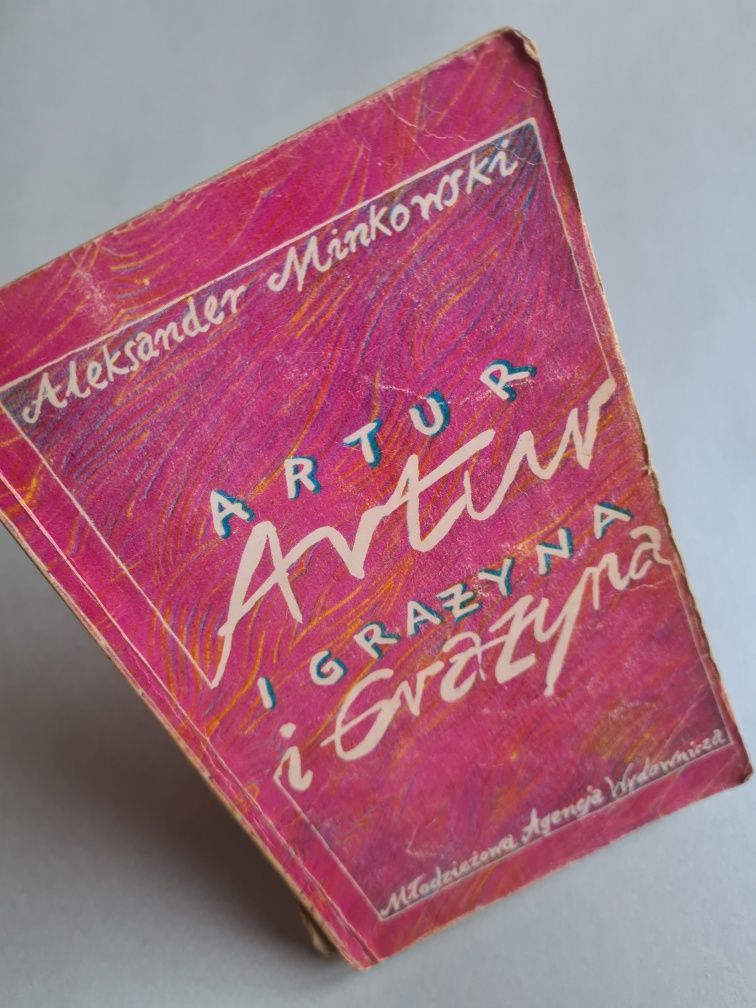 Aleksander Minkowski
ARTUR
Artur
I GRAŻYNA
i Grażyna
Młodzieżowa Agencja Wydawnicza